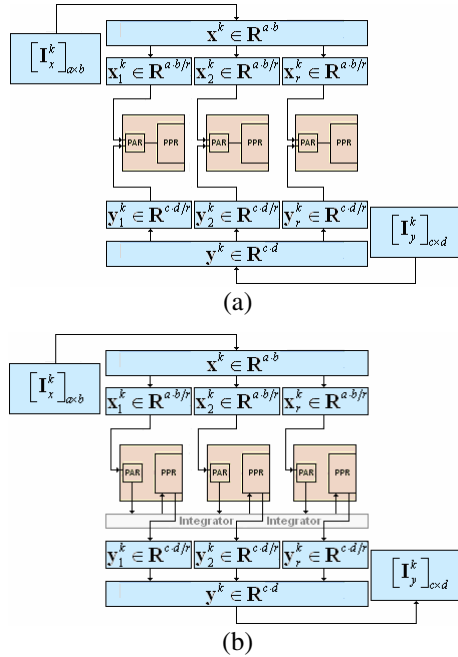 x^k ∈ R^{a·b}
[I_x^k]_{a×b}
x_1^k ∈ R^{a·b/r} x_2^k ∈ R^{a·b/r} x_r^k ∈ R^{a·b/r}
PAR PPR PAR PPR PAR PPR
y_1^k ∈ R^{c·d/r} y_2^k ∈ R^{c·d/r} y_r^k ∈ R^{c·d/r}
[I_y^k]_{c×d}
y^k ∈ R^{c·d}
(a)
x^k ∈ R^{a·b}
[I_x^k]_{a×b}
x_1^k ∈ R^{a·b/r} x_2^k ∈ R^{a·b/r} x_r^k ∈ R^{a·b/r}
PAR PPR PAR PPR PAR PPR
Integrator Integrator
y_1^k ∈ R^{c·d/r} y_2^k ∈ R^{c·d/r} y_r^k ∈ R^{c·d/r}
[I_y^k]_{c×d}
y^k ∈ R^{c·d}
(b)